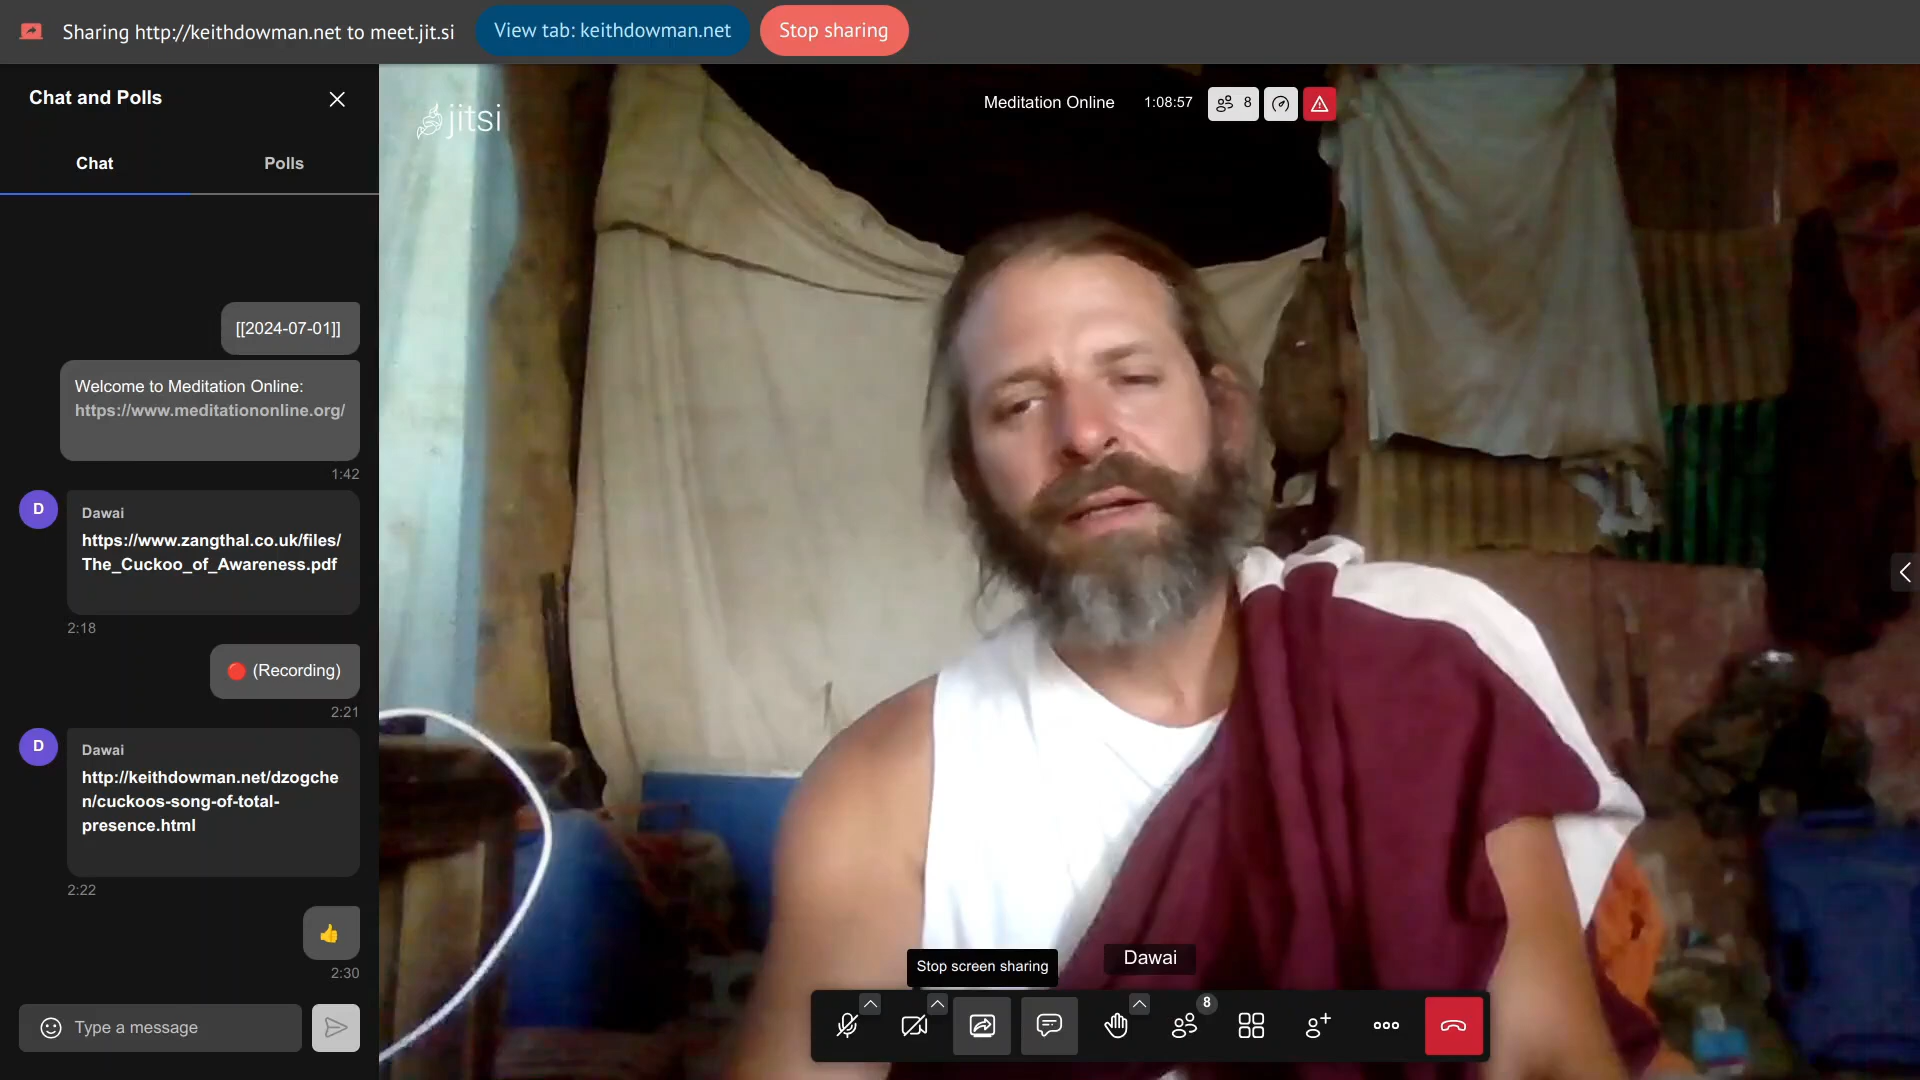 Sharing http://keithdowman.net to meet.jit.si
View tab: keithdowman.net
Stop sharing
Chat and Polls
Chat
Polls
[[2024-07-01]]
Welcome to Meditation Online:
https://www.meditationonline.org/
1:42
D
Dawai
https://www.zangthal.co.uk/files/
The_Cuckoo_of_Awareness.pdf
2:18
(Recording)
2:21
D
Dawai
http://keithdowman.net/dzogche
n/cuckoos-song-of-total-
presence.html
2:22
2:30
Type a message
jitsi
Meditation Online
1:08:57
8
Stop screen sharing
Dawai
8